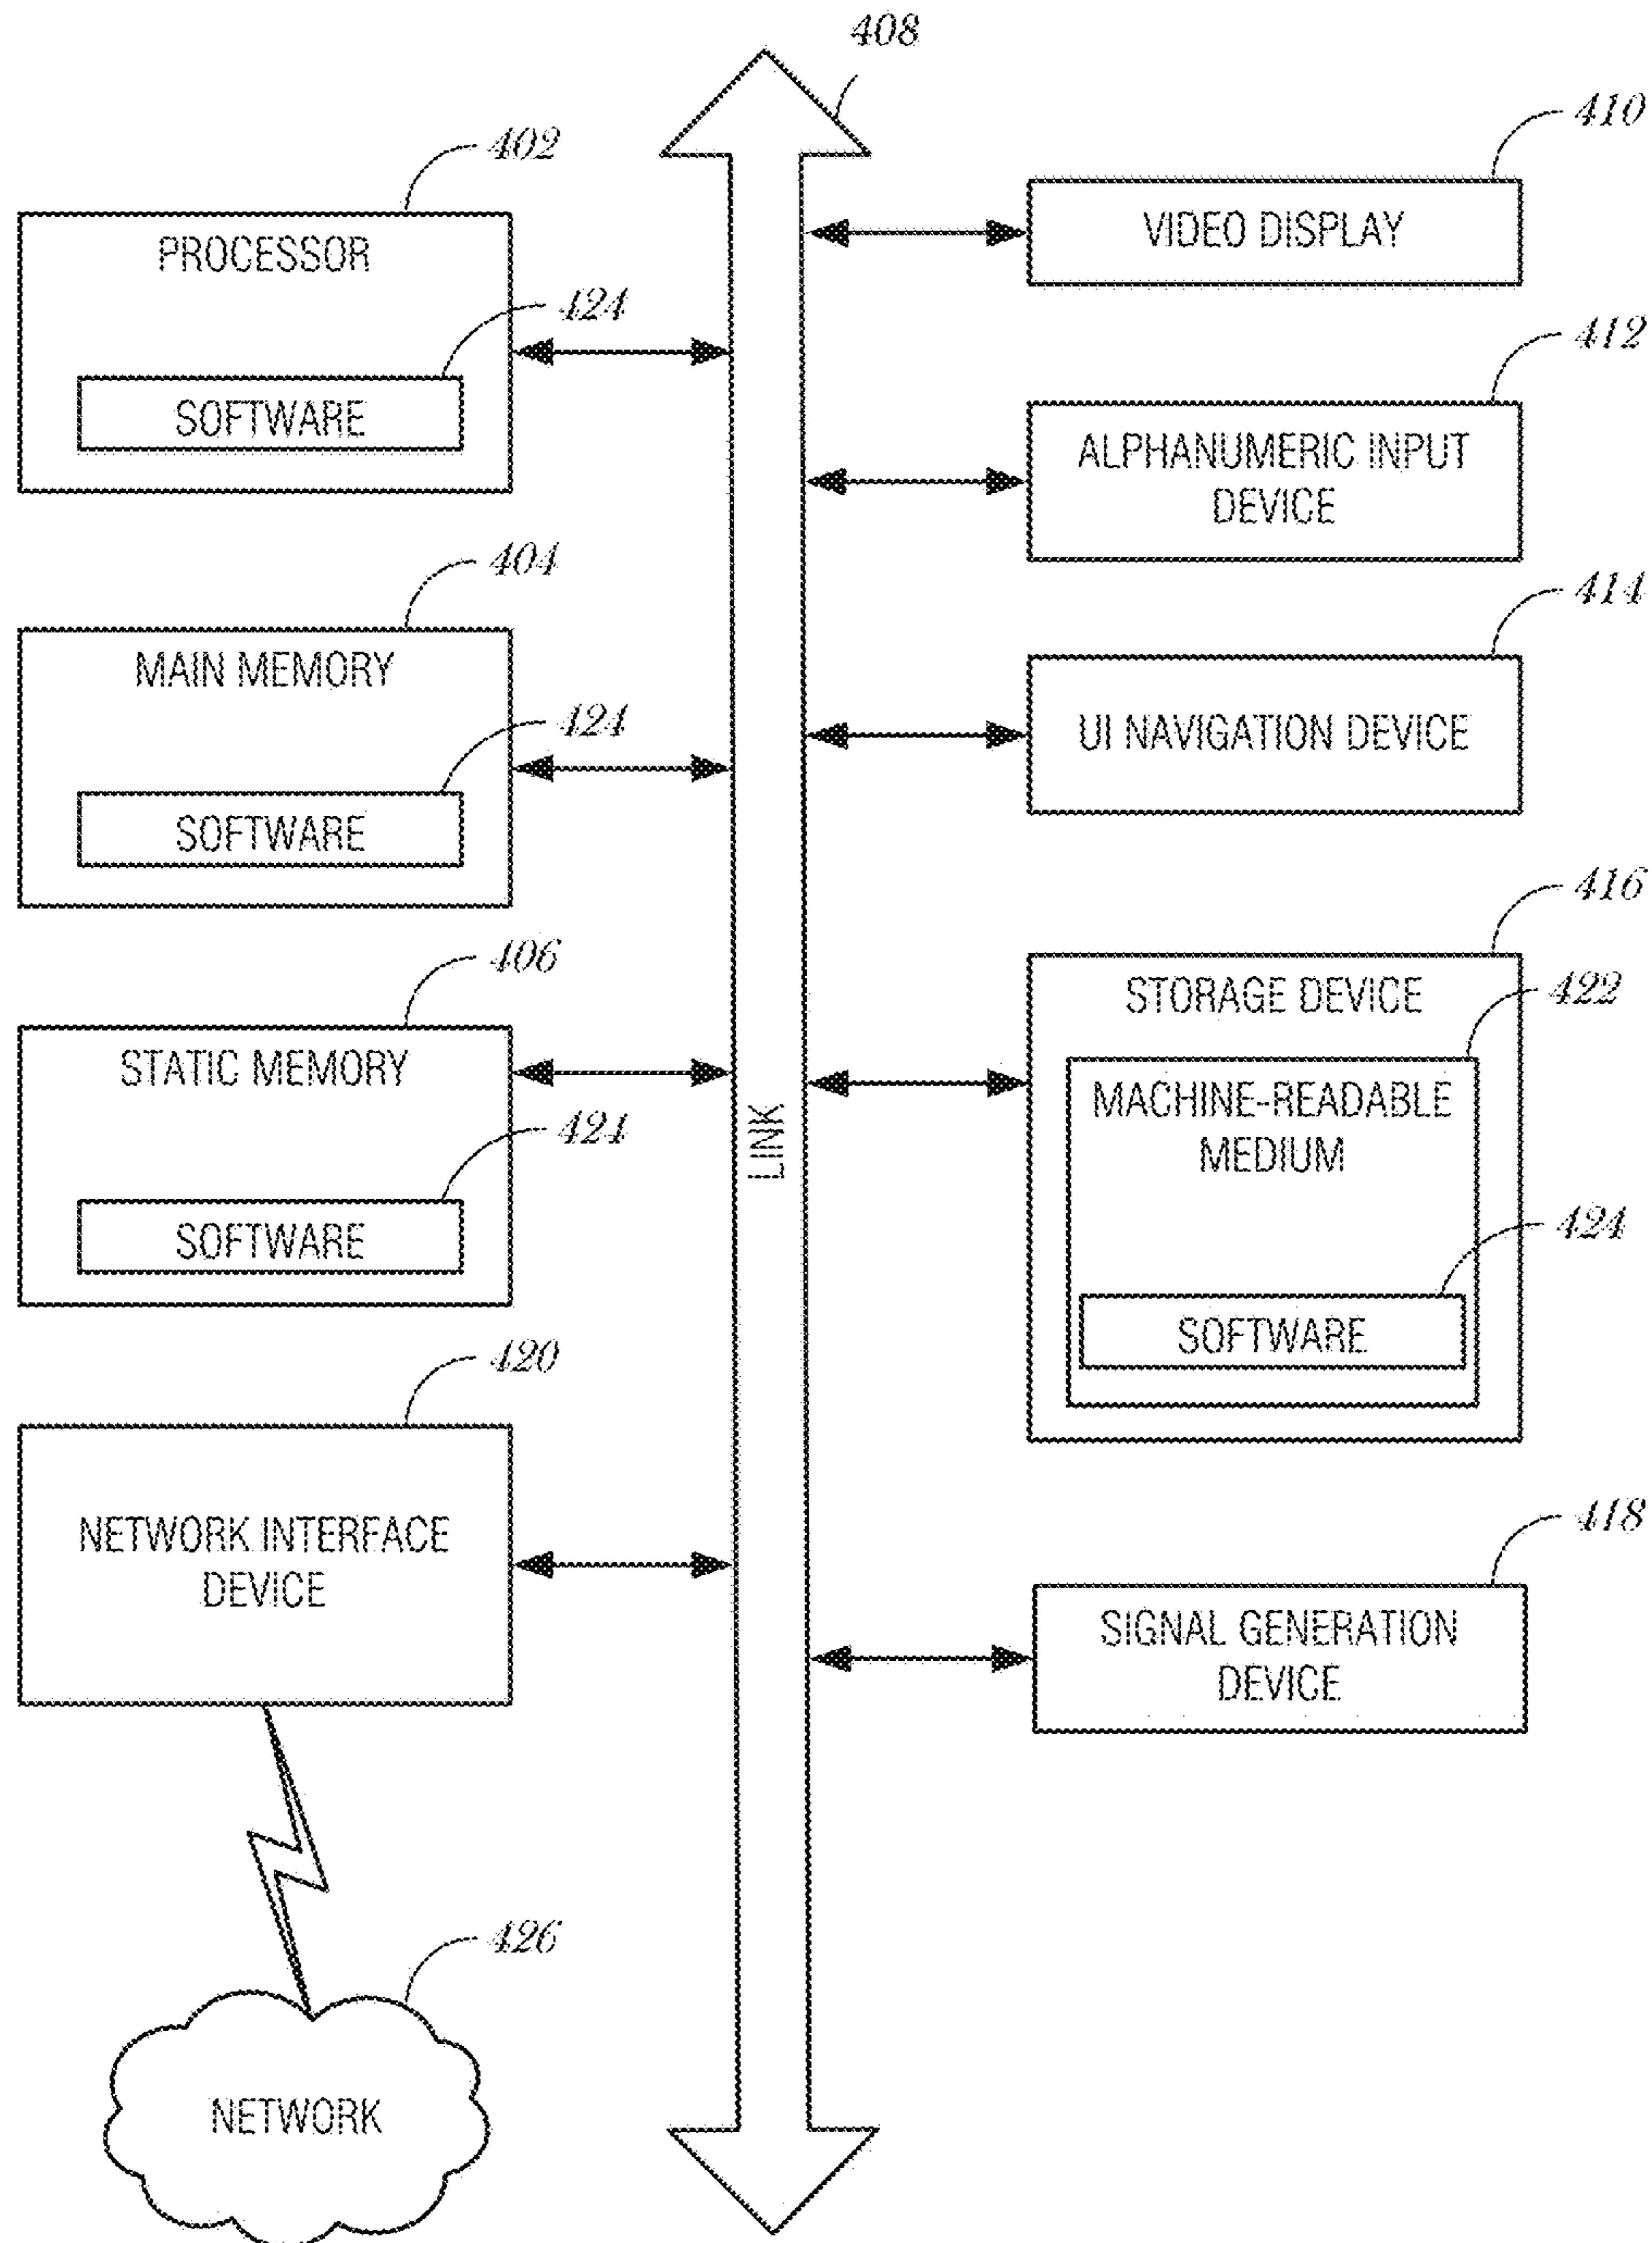 408
402
PROCESSOR
424
SOFTWARE
404
MAIN MEMORY
424
SOFTWARE
406
STATIC MEMORY
424
SOFTWARE
420
NETWORK INTERFACE
DEVICE
426
NETWORK
LINK
410
VIDEO DISPLAY
412
ALPHANUMERIC INPUT
DEVICE
414
UI NAVIGATION DEVICE
416
STORAGE DEVICE
422
MACHINE-READABLE
MEDIUM
424
SOFTWARE
418
SIGNAL GENERATION
DEVICE